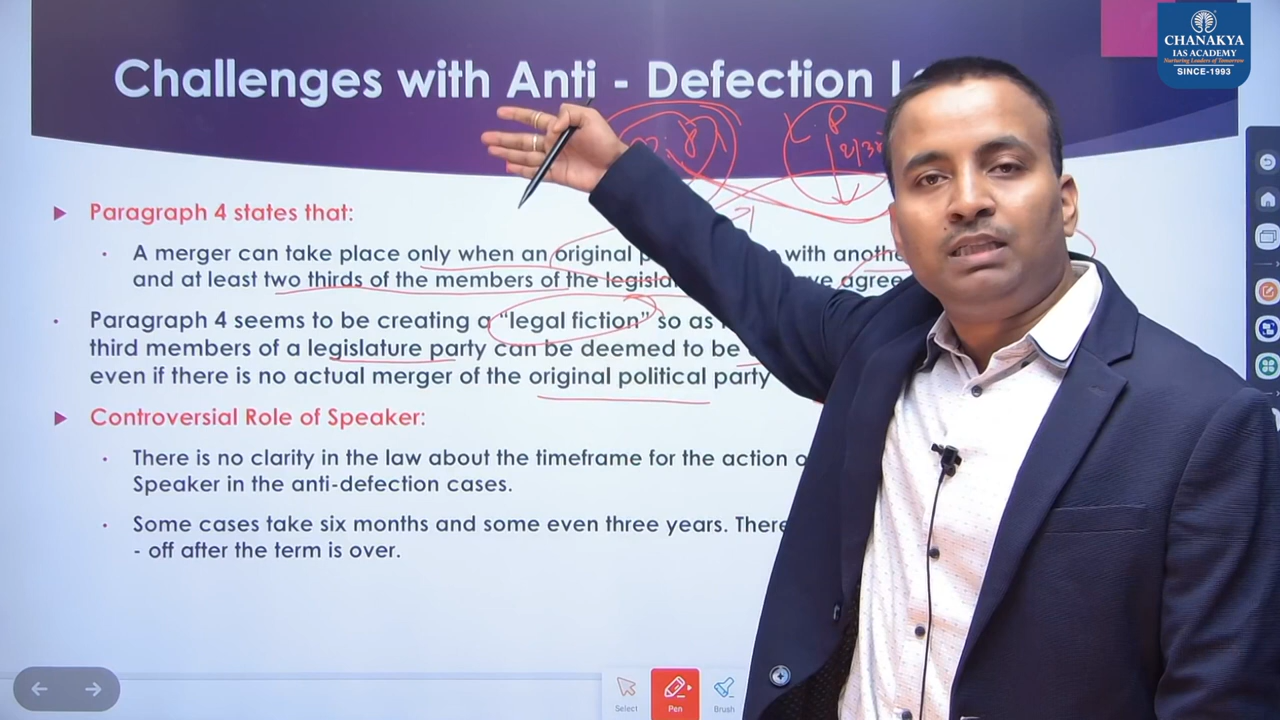 CHANAKYA
IAS ACADEMY
Nurturing Leaders of Tomorrow
SINCE-1993
Challenges with Anti - Defection
Paragraph 4 states that:
A merger can take place only when an original with another
and at least two thirds of the members of the agree
Paragraph 4 seems to be creating a “legal fiction” so as
third members of a legislature party can be deemed to be
even if there is no actual merger of the original political party
Controversial Role of Speaker:
There is no clarity in the law about the timeframe for the action
Speaker in the anti-defection cases.
Some cases take six months and some even three years.
- off after the term is over.
Select
Pen
Brush